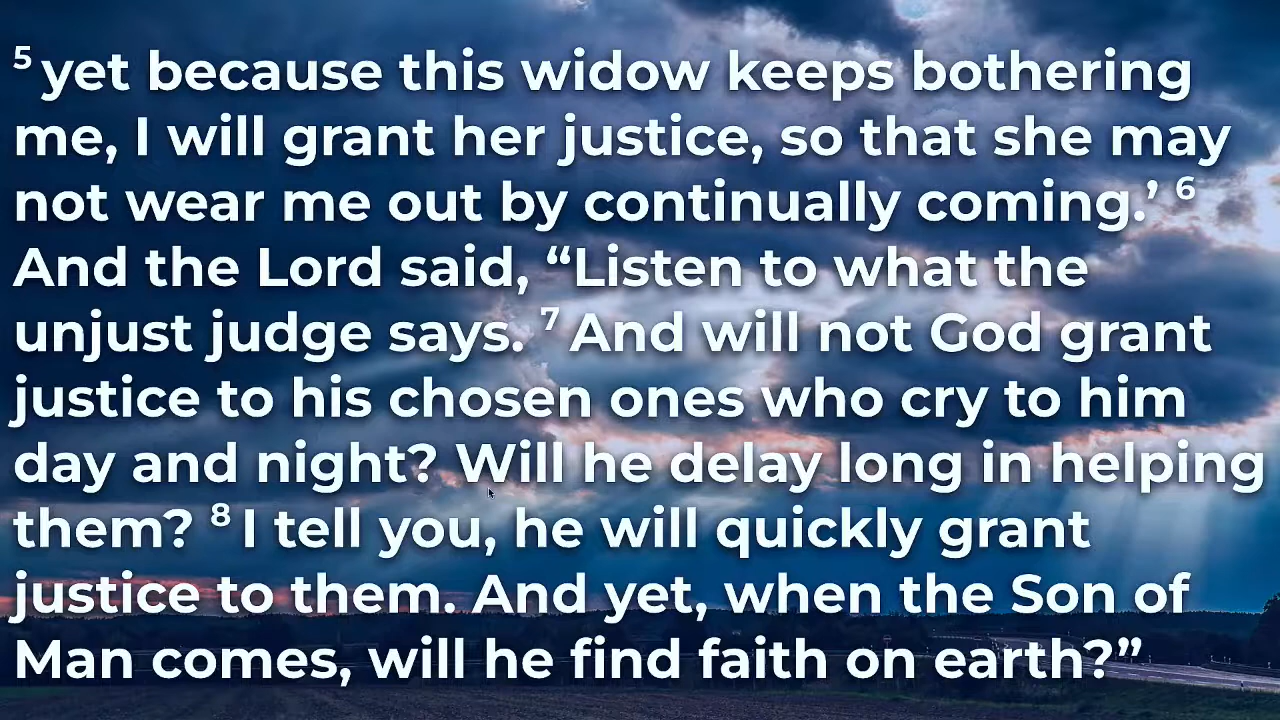 5 yet because this widow keeps bothering
me, I will grant her justice, so that she may
not wear me out by continually coming.’ 6
And the Lord said, “Listen to what the
unjust judge says. 7 And will not God grant
justice to his chosen ones who cry to him
day and night? Will he delay long in helping
them? 8 I tell you, he will quickly grant
justice to them. And yet, when the Son of
Man comes, will he find faith on earth?”